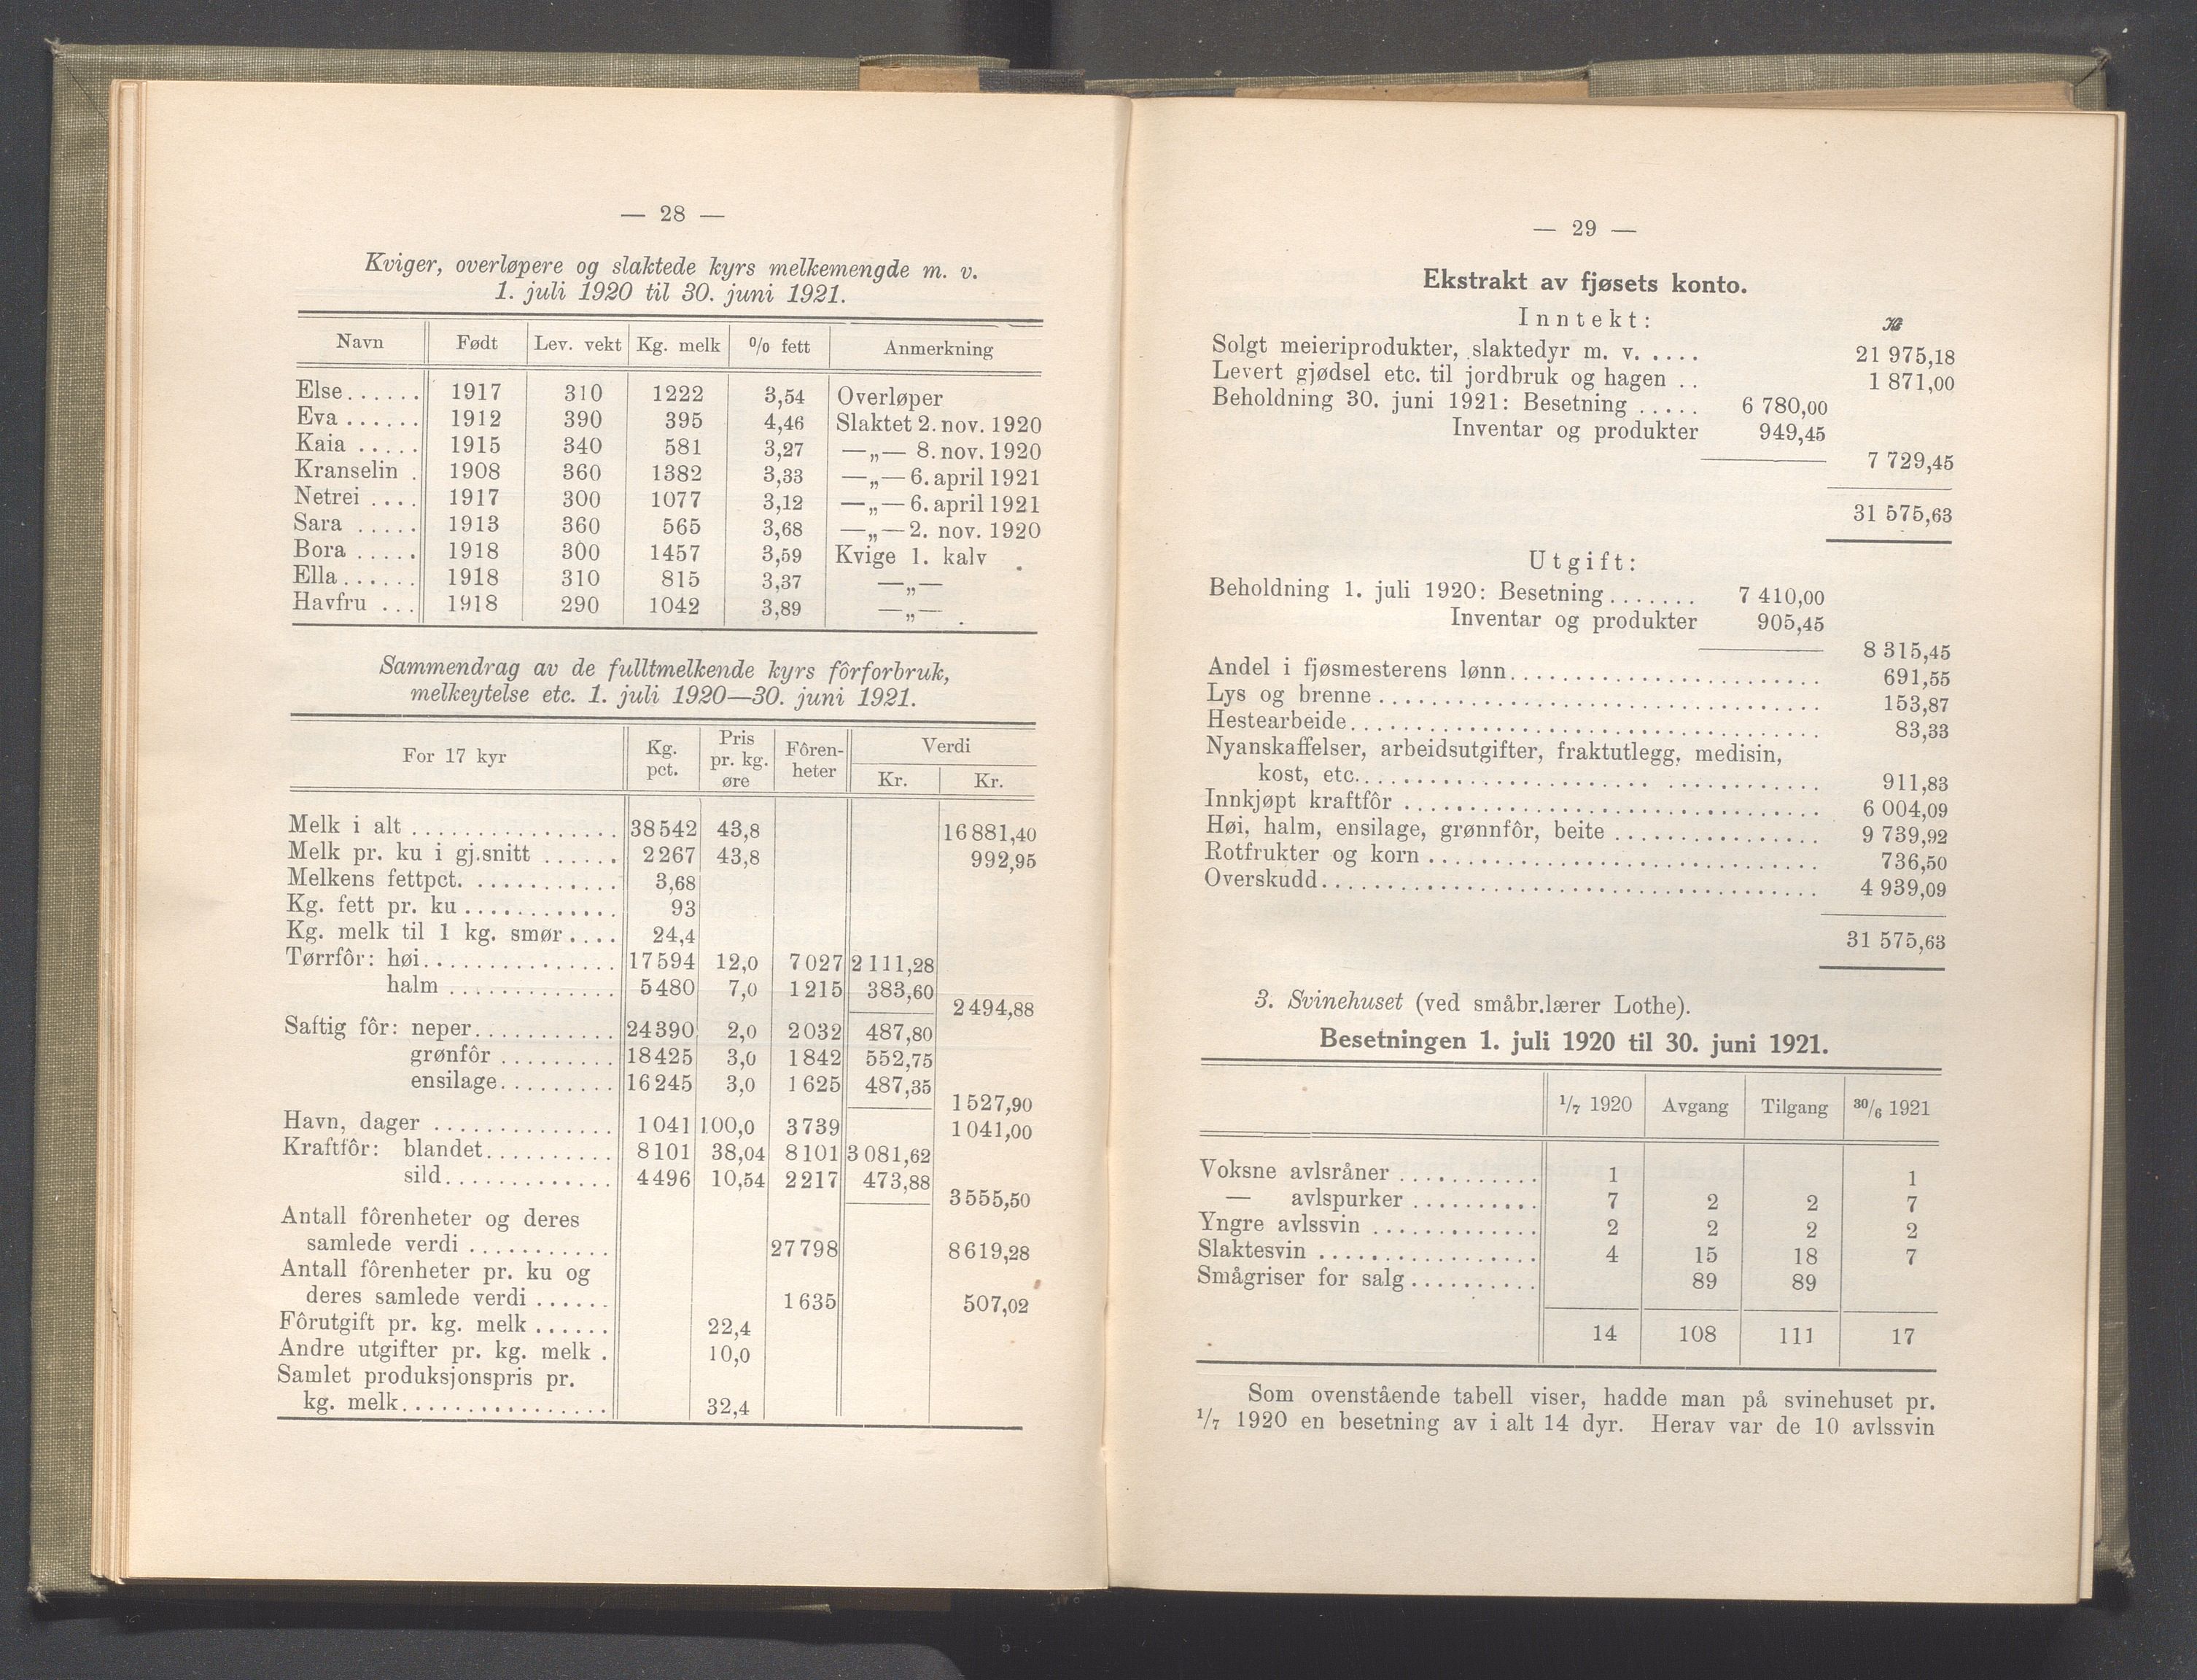 — 28 —
Kviger, overløpere og slaktede kyrs melkemengde m. v.
1. juli 1920 til 30. juni 1921.
Navn Født Lev. vekt Kg. melk % fett Anmerkning
Else...... 1917 310 1222 3,54 Overløper
Eva...... 1912 390 395 4,46 Slaktet 2. nov. 1920
Kaia ..... 1915 340 581 3,27 —„— 8. nov. 1920
Kranselin . 1908 360 1382 3,33 —„— 6. april 1921
Netrei .... 1917 300 1077 3,12 —„— 6. april 1921
Sara ..... 1913 360 565 3,68 —„— 2. nov. 1920
Bora ..... 1918 300 1457 3,59 Kvige 1. kalv
Ella...... 1918 310 815 3,37 —„—
Havfru ... 1918 290 1042 3,89 —„—
Sammendrag av de fulltmelkende kyrs fôrforbruk,
melkeytelse etc. 1. juli 1920—30. juni 1921.
For 17 kyr Kg. pct. Pris pr. kg. øre Fôren-heter Verdi
Kr. Kr.
Melk i alt ................ 38542 43,8 16881,40
Melk pr. ku i gj.snitt ...... 2267 43,8 992,95
Melkens fettpct. ........... 3,68
Kg. fett pr. ku............ 93
Kg. melk til 1 kg. smør.... 24,4
Tørrfôr: høi............... 17594 12,0 7027 2111,28
halm ............. 5480 7,0 1215 383,60
2494,88
Saftig fôr: neper........... 24390 2,0 2032 487,80
grønfôr ......... 18425 3,0 1842 552,75
ensilage......... 16245 3,0 1625 487,35
1527,90
Havn, dager .............. 1041 100,0 3739 1041,00
Kraftfôr: blandet.......... 8101 38,04 8101 3081,62
sild............. 4496 10,54 2217 473,88
3555,50
Antall fôrenheter og deres
samlede verdi ........... 27798 8619,28
Antall fôrenheter pr. ku og
deres samlede verdi ...... 1635 507,02
Fôrutgift pr. kg. melk ...... 22,4
Andre utgifter pr. kg. melk . 10,0
Samlet produksjonspris pr.
kg. melk................ 32,4
— 29 —
Ekstrakt av fjøsets konto.
Inntekt: Kr.
Solgt meieriprodukter, slaktedyr m. v. .... 21 975,18
Levert gjødsel etc. til jordbruk og hagen .. 1 871,00
Beholdning 30. juni 1921: Besetning ..... 6 780,00
Inventar og produkter 949,45
7 729,45
31 575,63
Utgift:
Beholdning 1. juli 1920: Besetning....... 7 410,00
Inventar og produkter 905,45
8 315,45
Andel i fjøsmesterens lønn........................ 691,55
Lys og brenne.................................. 153,87
Hestearbeide.................................... 83,33
Nyanskaffelser, arbeidsutgifter, fraktutlegg, medisin,
kost, etc.................................. 911,83
Innkjøpt kraftfôr ................................ 6 004,09
Høi, halm, ensilage, grønnfôr, beite ................ 9 739,92
Rotfrukter og korn.............................. 736,50
Overskudd...................................... 4 939,09
31 575,63
3. Svinehuset (ved småbr.lærer Lothe).
Besetningen 1. juli 1920 til 30. juni 1921.
1/7 1920 Avgang Tilgang 30/6 1921
Voksne avlsråner ........... 1 1
— avlspurker .......... 7 2 2 7
Yngre avlssvin ............. 2 2 2 2
Slaktesvin ................. 4 15 18 7
Smågriser for salg.......... 89 89
14 108 111 17
Som ovenstående tabell viser, hadde man på svinehuset pr.
1/7 1920 en besetning av i alt 14 dyr. Herav var de 10 avlssvin